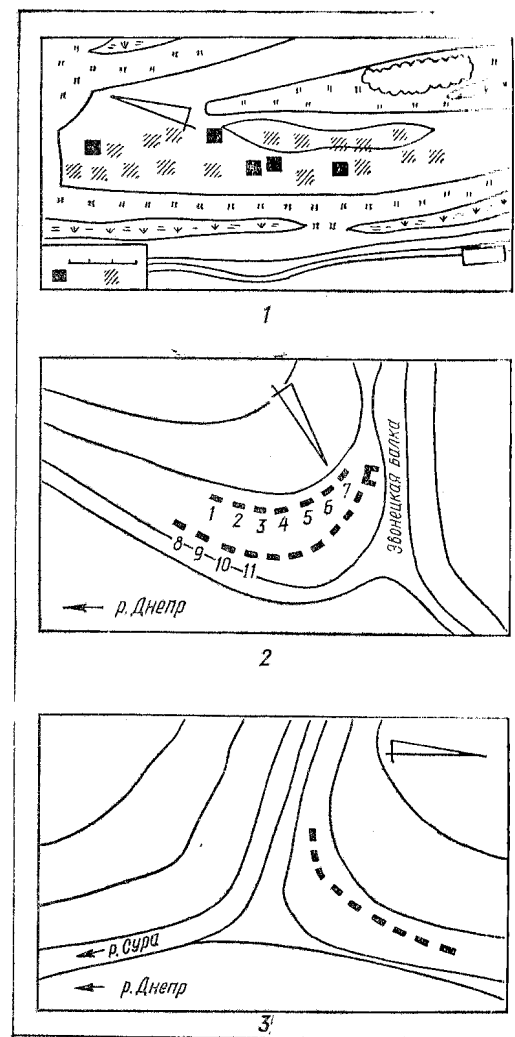 1
1 2 3 4 5 6 7
8 9 10 11
Звонецкая балка
р. Днепр
2
р. Сура
р. Днепр
3